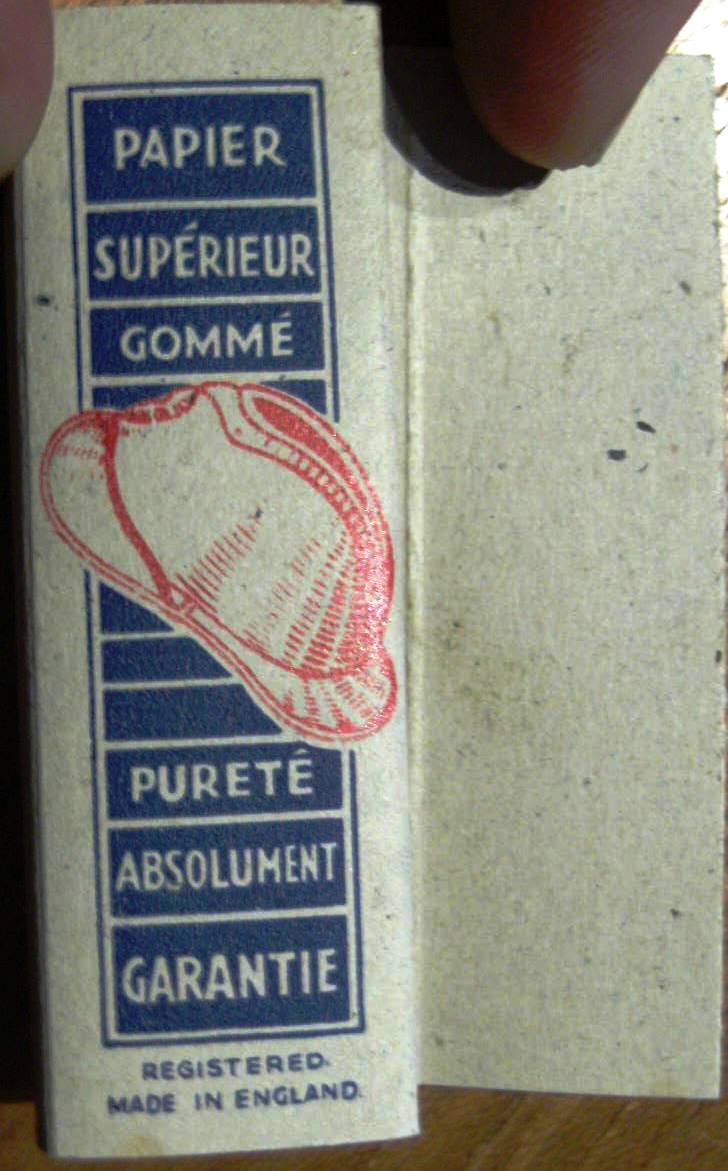 PAPIER
SUPÉRIEUR
GOMMÉ
PURETÉ
ABSOLUMENT
GARANTIE
REGISTERED.
MADE IN ENGLAND.